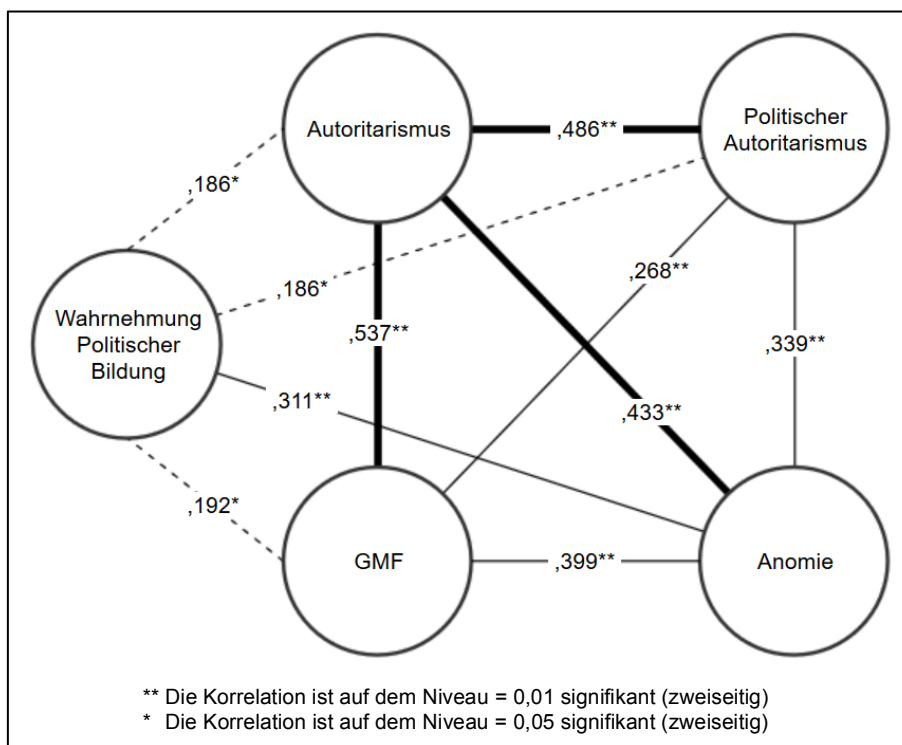 Autoritarismus
,486**
Politischer
Autoritarismus
,186*
,268**
,186*
Wahrnehmung
Politischer
Bildung
,537**
,339**
,311**
,433**
,192*
GMF
,399**
Anomie
** Die Korrelation ist auf dem Niveau = 0,01 signifikant (zweiseitig)
* Die Korrelation ist auf dem Niveau = 0,05 signifikant (zweiseitig)